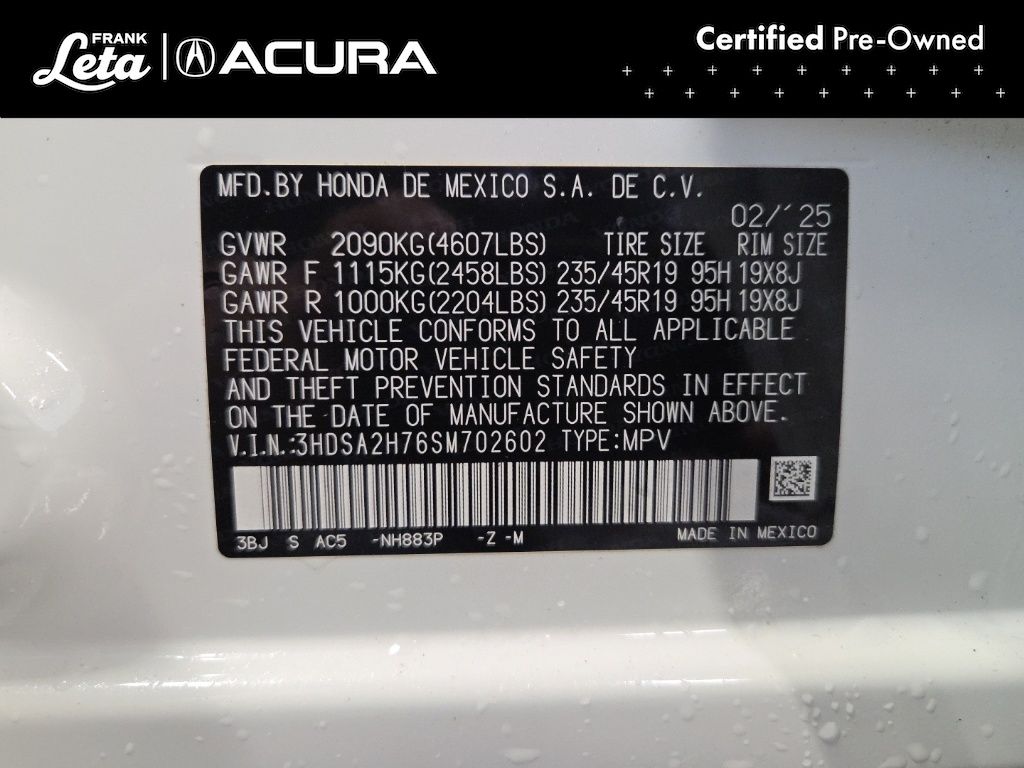 FRANK
Leta
ACURA
Certified Pre-Owned
MFD.BY HONDA DE MEXICO S.A. DE C.V.
02/'25
GVWR 2090KG(4607LBS) TIRE SIZE RIM SIZE
GAWR F 1115KG(2458LBS) 235/45R19 95H 19X8J
GAWR R 1000KG(2204LBS) 235/45R19 95H 19X8J
THIS VEHICLE CONFORMS TO ALL APPLICABLE
FEDERAL MOTOR VEHICLE SAFETY
AND THEFT PREVENTION STANDARDS IN EFFECT
ON THE DATE OF MANUFACTURE SHOWN ABOVE.
V.I.N.:3HDSA2H76SM702602 TYPE:MPV
3BJ S AC5 -NH883P -Z -M MADE IN MEXICO